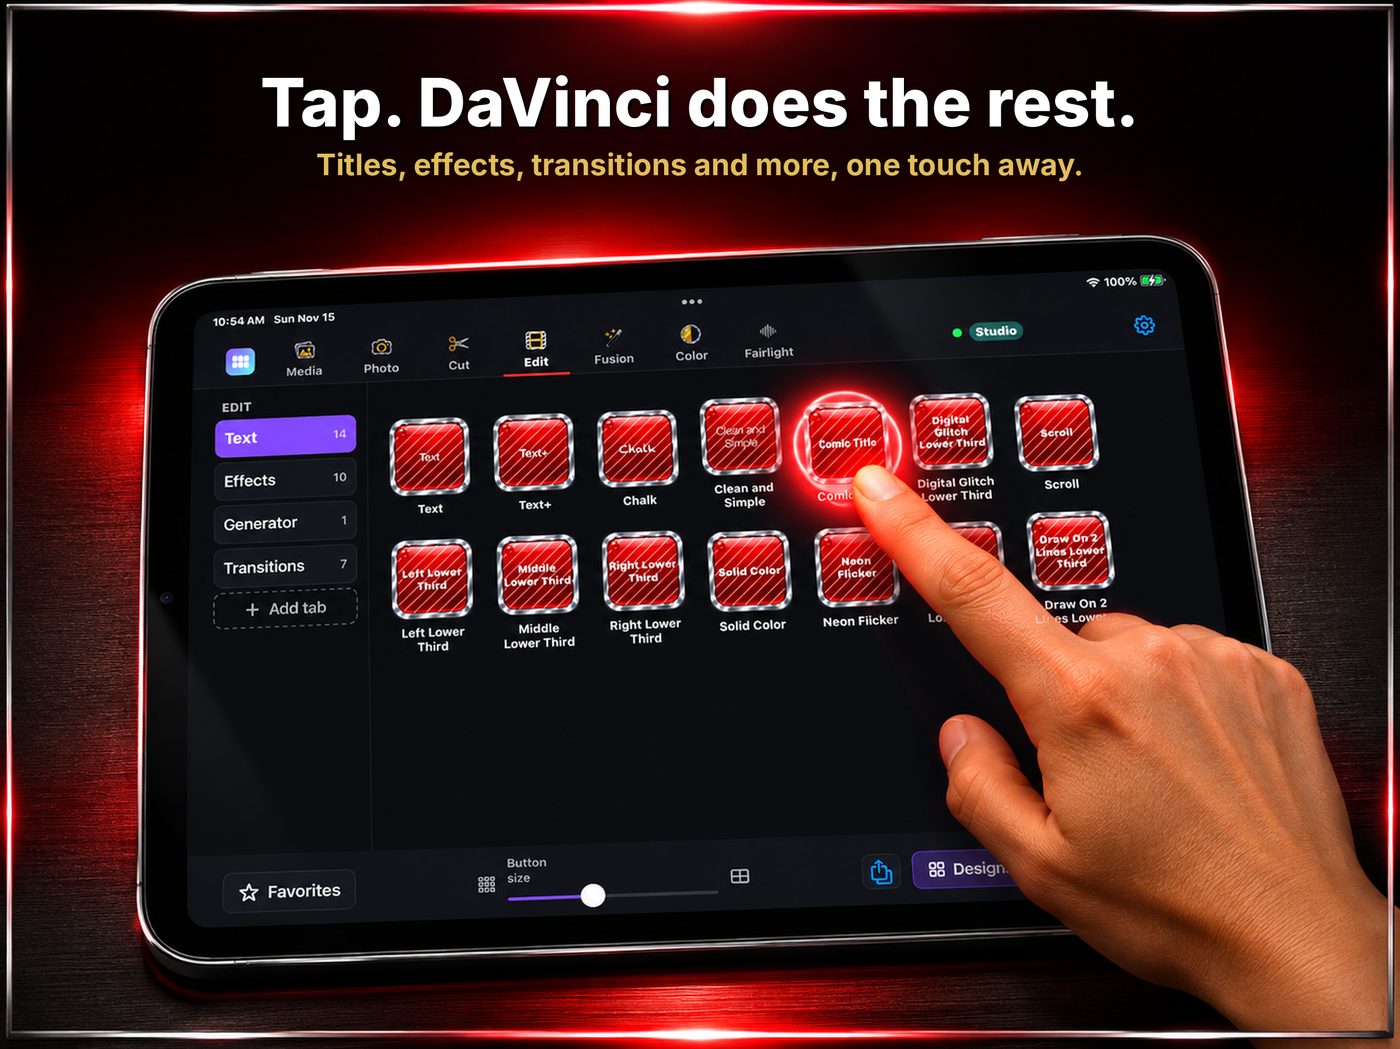 Tap. DaVinci does the rest.
Titles, effects, transitions and more, one touch away.
10:54 AM Sun Nov 15
100%
Media
Photo
Cut
Edit
Fusion
Color
Fairlight
Studio
EDIT
Text 14
Effects 10
Generator 1
Transitions 7
+ Add tab
Text
Text+
Chalk
Clean and
Simple
Comic Title
Digital
Glitch
Lower Third
Scroll
Text
Text+
Chalk
Clean and
Simple
Digital Glitch
Lower Third
Scroll
Left Lower
Third
Middle
Lower Third
Right Lower
Third
Solid Color
Neon
Flicker
Draw On 2
Lines Lower
Third
Left Lower
Third
Middle
Lower Third
Right Lower
Third
Solid Color
Neon Flicker
Draw On 2
Lines Lower
Favorites
Button
size